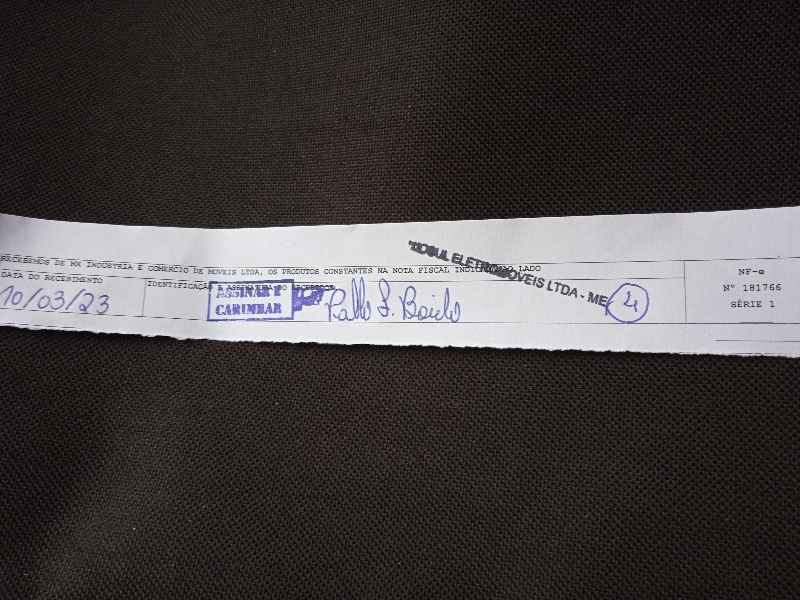 RECEBEMOS DE MX INDUSTRIA E COMERCIO DE MOVEIS LTDA, OS PRODUTOS CONSTANTES NA NOTA FISCAL INDICADO AO LADO
DATA DO RECEBIMENTO
10/03/23
IDENTIFICAÇÃO E ASSINATURA DO RECEBEDOR
ASSINAR E
CARIMBAR
ELETROMOVEIS LTDA - ME
4
NF-e
Nº 181766
SÉRIE 1